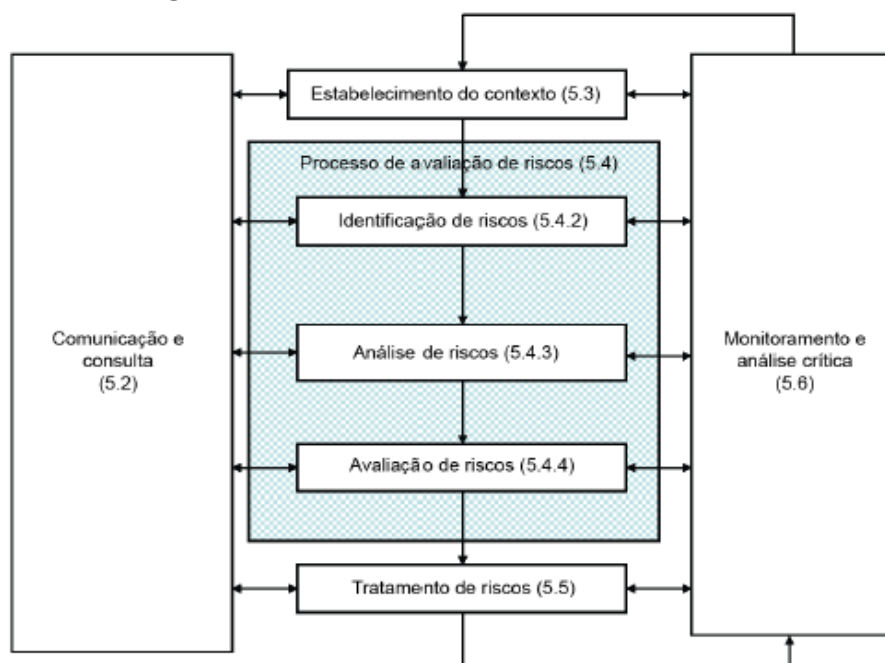 Estabelecimento do contexto (5.3)
Processo de avaliação de riscos (5.4)
Identificação de riscos (5.4.2)
Comunicação e
consulta
(5.2)
Análise de riscos (5.4.3)
Monitoramento e
análise crítica
(5.6)
Avaliação de riscos (5.4.4)
Tratamento de riscos (5.5)